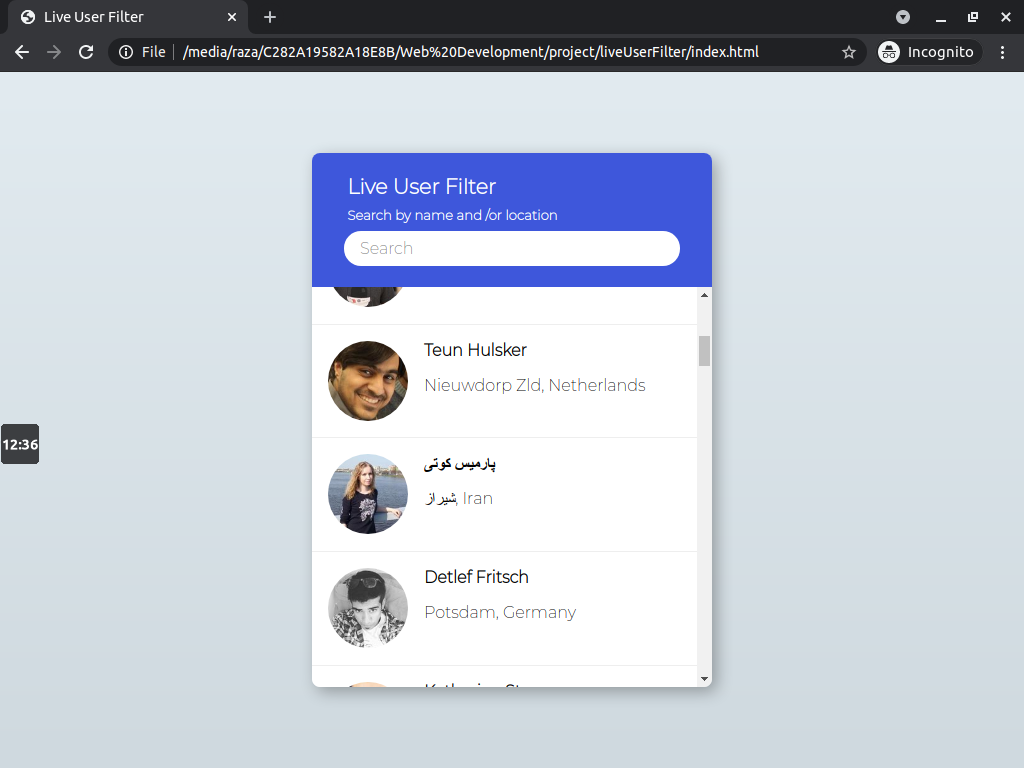 Live User Filter
File
/media/raza/C282A19582A18E8B/Web%20Development/project/liveUserFilter/index.html
Incognito
Live User Filter
Search by name and /or location
Search
Teun Hulsker
Nieuwdorp Zld, Netherlands
پارمیس کوتی
شیراز, Iran
12:36
Detlef Fritsch
Potsdam, Germany